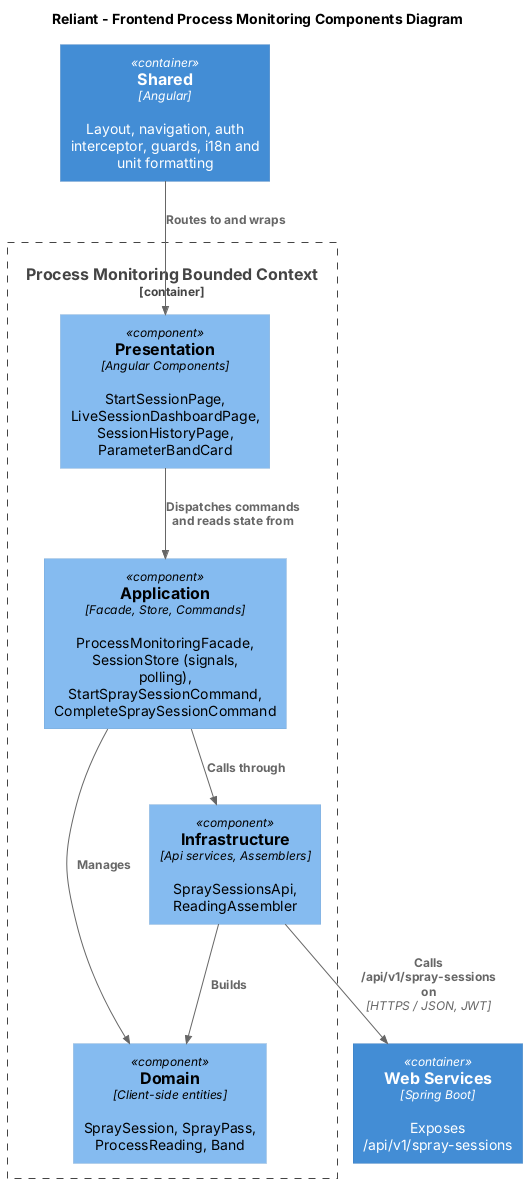 Reliant - Frontend Process Monitoring Components Diagram
«container»
Shared
[Angular]
Layout, navigation, auth
interceptor, guards, i18n and
unit formatting
Routes to and wraps
Process Monitoring Bounded Context
[container]
«component»
Presentation
[Angular Components]
StartSessionPage,
LiveSessionDashboardPage,
SessionHistoryPage,
ParameterBandCard
Dispatches commands
and reads state from
«component»
Application
[Facade, Store, Commands]
ProcessMonitoringFacade,
SessionStore (signals,
polling),
StartSpraySessionCommand,
CompleteSpraySessionCommand
Calls through
«component»
Infrastructure
[Api services, Assemblers]
SpraySessionsApi,
ReadingAssembler
Manages
Builds
Calls
/api/v1/spray-sessions
on
[HTTPS / JSON, JWT]
«component»
Domain
[Client-side entities]
SpraySession, SprayPass,
ProcessReading, Band
«container»
Web Services
[Spring Boot]
Exposes
/api/v1/spray-sessions